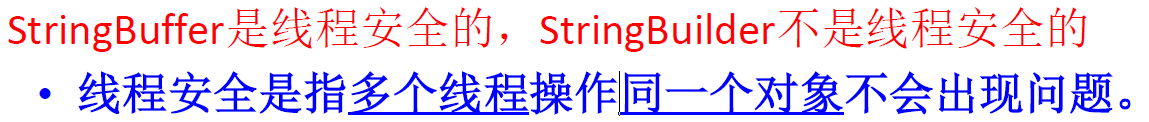 StringBuffer是线程安全的，StringBuilder不是线程安全的
• 线程安全是指多个线程操作同一个对象不会出现问题。